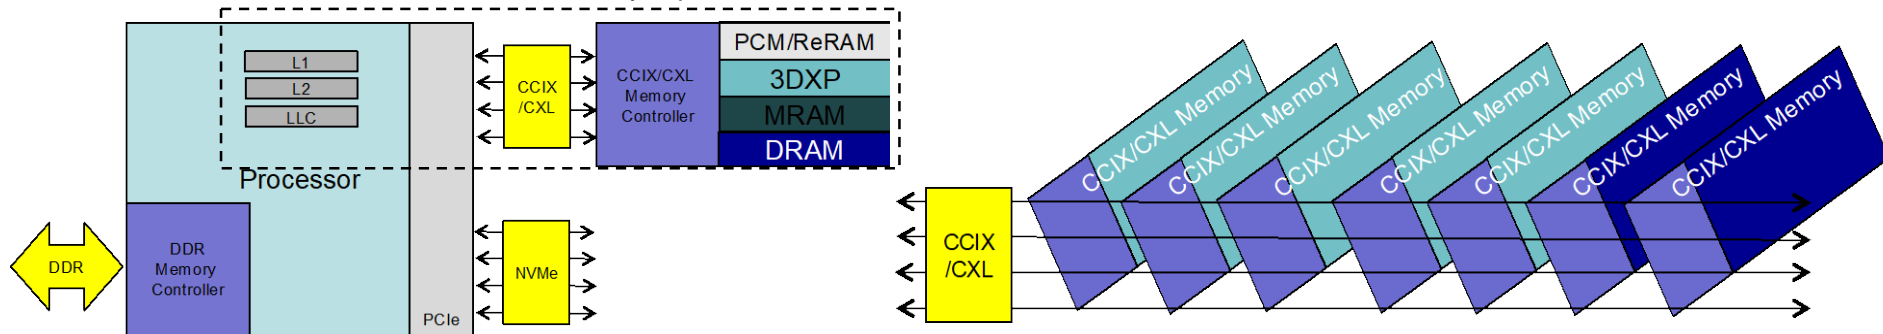 L1
L2
LLC
Processor
DDR
DDR
Memory
Controller
PCIe
CCIX
/CXL
NVMe
CCIX/CXL
Memory
Controller
PCM/ReRAM
3DXP
MRAM
DRAM
CCIX
/CXL
CCIX/CXL Memory
CCIX/CXL Memory
CCIX/CXL Memory
CCIX/CXL Memory
CCIX/CXL Memory
CCIX/CXL Memory
CCIX/CXL Memory